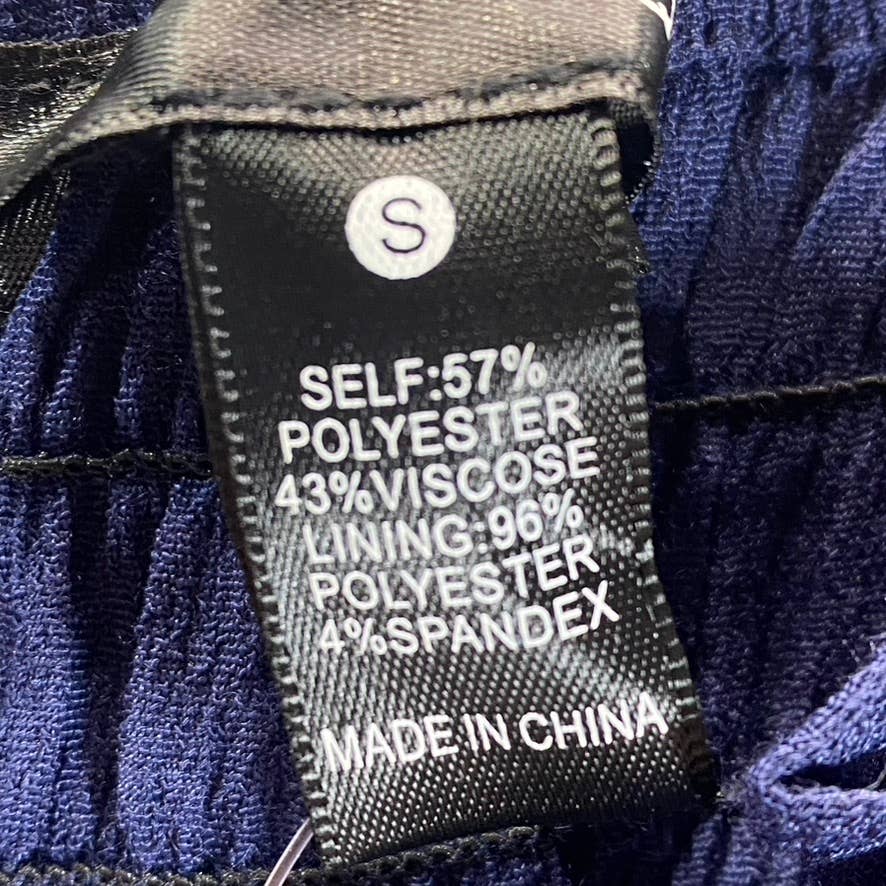 S
SELF:57%
POLYESTER
43%VISCOSE
LINING:96%
POLYESTER
4%SPANDEX
MADE IN CHINA